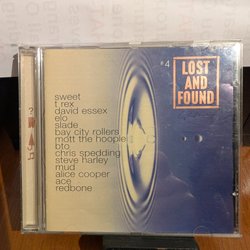 #4
LOST AND
FOUND
sweet
t rex
david essex
elo
slade
bay city rollers
mott the hoople
bto
chris spedding
steve harley
mud
alice cooper
ace
redbone